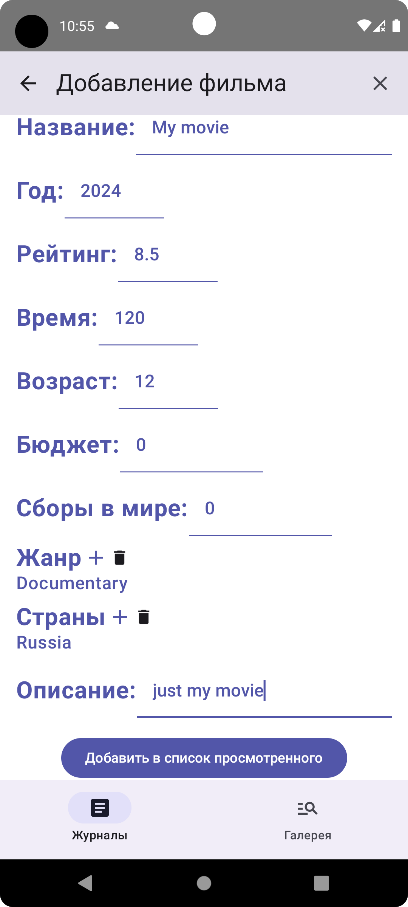 10:55
Добавление фильма
Название: My movie
Год: 2024
Рейтинг: 8.5
Время: 120
Возраст: 12
Бюджет: 0
Сборы в мире: 0
Жанр +
Documentary
Страны +
Russia
Описание: just my movie
Добавить в список просмотренного
Журналы Галерея